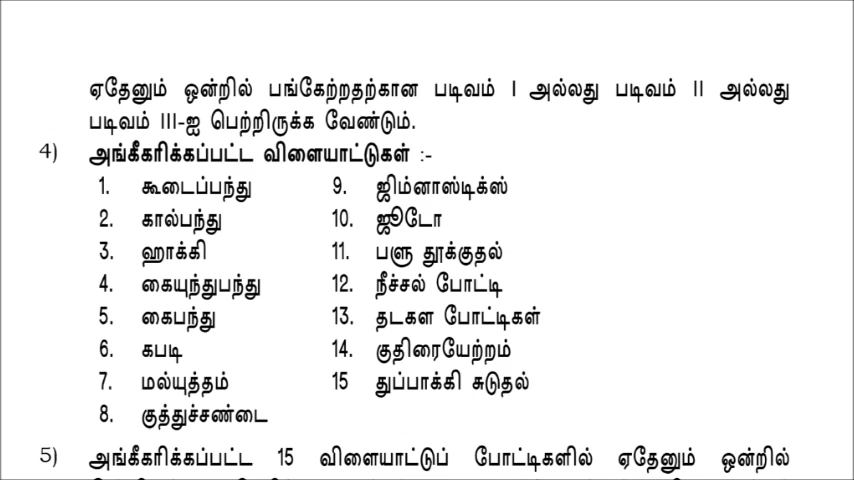 ஏதேனும் ஒன்றில் பங்கேற்றதற்கான படிவம் I அல்லது படிவம் II அல்லது
படிவம் III-ஐ பெற்றிருக்க வேண்டும்.
4) அங்கீகரிக்கப்பட்ட விளையாட்டுகள் :-
1. கூடைப்பந்து 9. ஜிம்னாஸ்டிக்ஸ்
2. கால்பந்து 10. ஜூடோ
3. ஹாக்கி 11. பளு தூக்குதல்
4. கையுந்துபந்து 12. நீச்சல் போட்டி
5. கைபந்து 13. தடகள போட்டிகள்
6. கபடி 14. குதிரையேற்றம்
7. மல்யுத்தம் 15 துப்பாக்கி சுடுதல்
8. குத்துச்சண்டை
5) அங்கீகரிக்கப்பட்ட 15 விளையாட்டுப் போட்டிகளில் ஏதேனும் ஒன்றில்